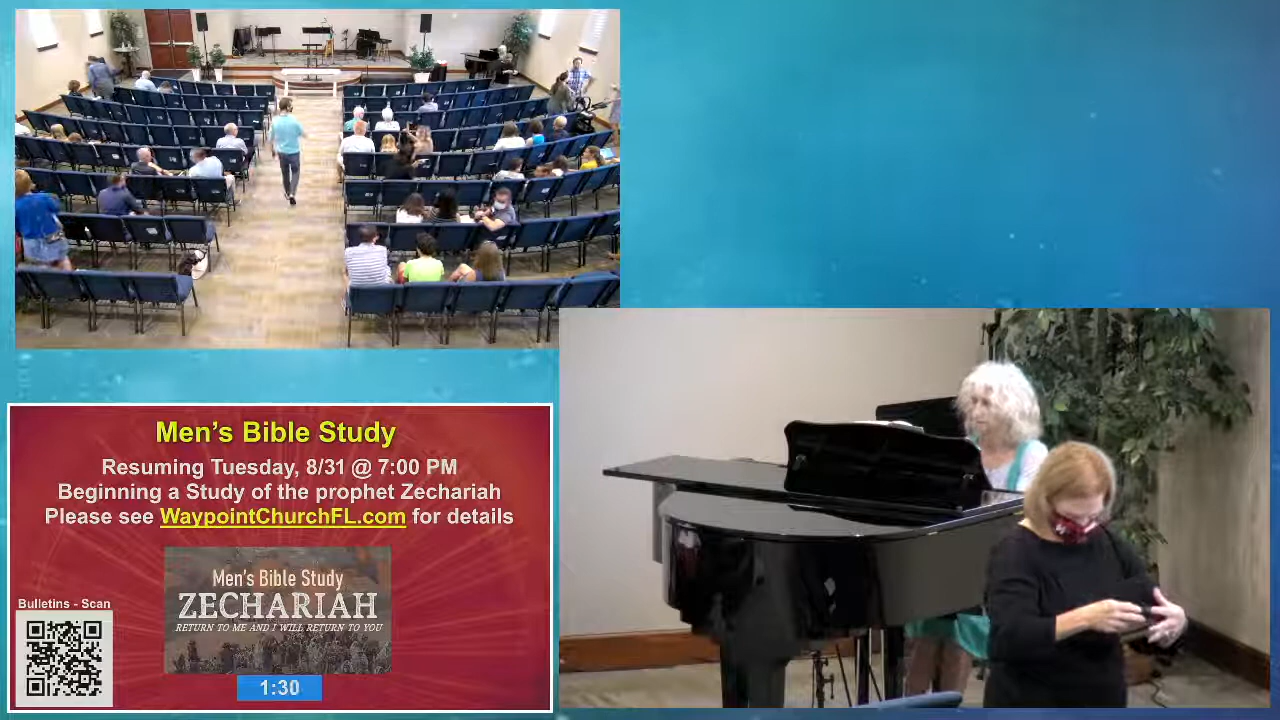 Men's Bible Study
Resuming Tuesday, 8/31 @ 7:00 PM
Beginning a Study of the prophet Zechariah
Please see WaypointChurchFL.com for details
Men's Bible Study
ZECHARIAH
RETURN TO ME AND I WILL RETURN TO YOU
Bulletins - Scan
1:30